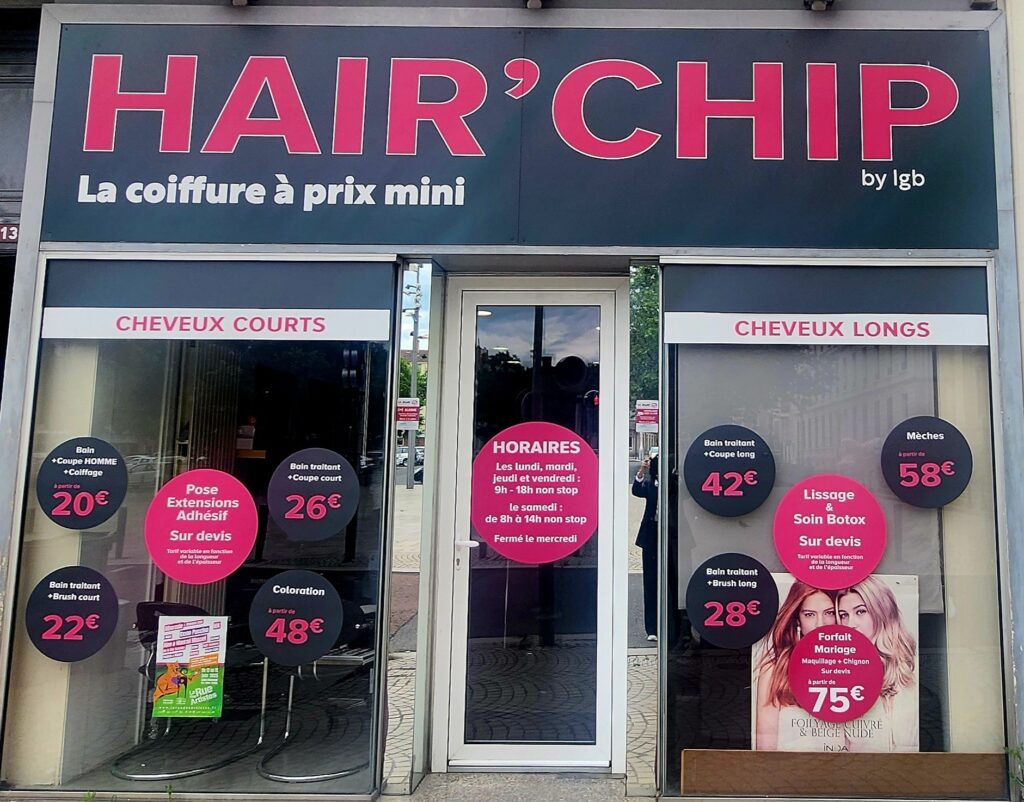 HAIR'CHIP
La coiffure à prix mini
by lgb
13
CHEVEUX COURTS
Bain
+Coupe HOMME
+Coiffage
à partir de
20€
Pose
Extensions
Adhésif
Sur devis
Tarif variable en fonction
de la longueur
et de l'épaisseur
Bain traitant
+Coupe court
26€
Bain traitant
+Brush court
22€
Coloration
à partir de
48€
La Rue
des
Artistes
HORAIRES
Les lundi, mardi,
jeudi et vendredi :
9h - 18h non stop
le samedi :
de 8h à 14h non stop
Fermé le mercredi
CHEVEUX LONGS
Bain traitant
+Coupe long
42€
Mèches
à partir de
58€
Lissage
&
Soin Botox
Sur devis
Tarif variable en fonction
de la longueur
et de l'épaisseur
Bain traitant
+Brush long
28€
Forfait
Mariage
Maquillage + Chignon
Sur devis
à partir de
75€
FOILYAGE CUIVRÉ
& BEIGE NUDE